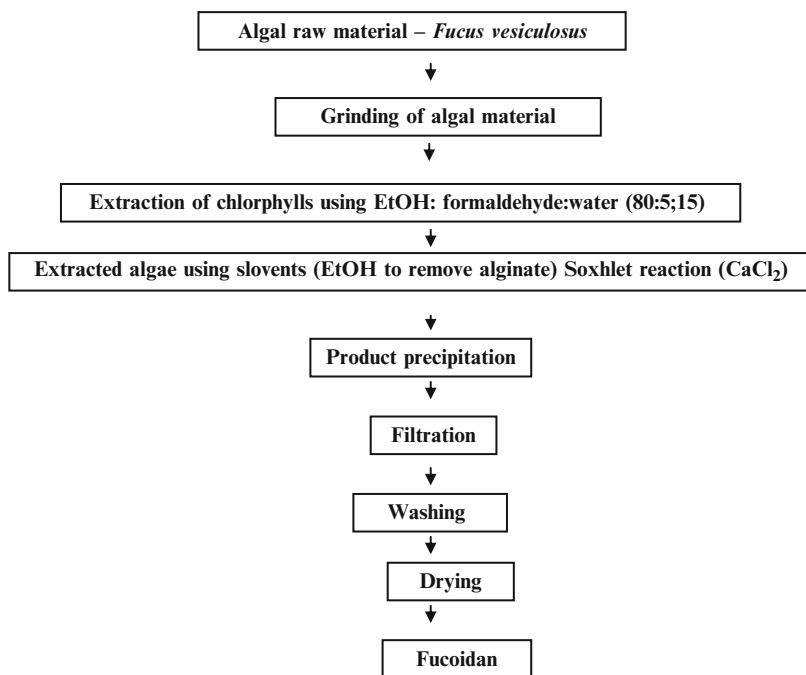 Algal raw material – Fucus vesiculosus
Grinding of algal material
Extraction of chlorphylls using EtOH: formaldehyde:water (80:5;15)
Extracted algae using slovents (EtOH to remove alginate) Soxhlet reaction (CaCl₂)
Product precipitation
Filtration
Washing
Drying
Fucoidan